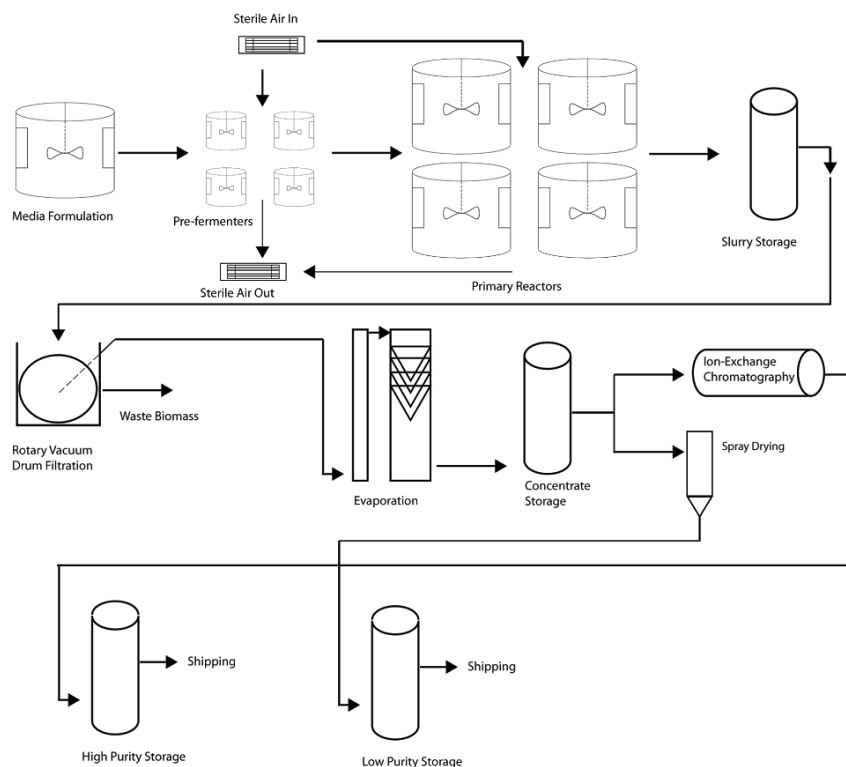 Sterile Air In
Media Formulation
Pre-fermenters
Slurry Storage
Sterile Air Out
Primary Reactors
Ion-Exchange
Chromatography
Waste Biomass
Rotary Vacuum
Drum Filtration
Evaporation
Concentrate
Storage
Spray Drying
Shipping
Shipping
High Purity Storage
Low Purity Storage